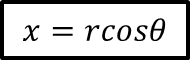 x = rcosθ